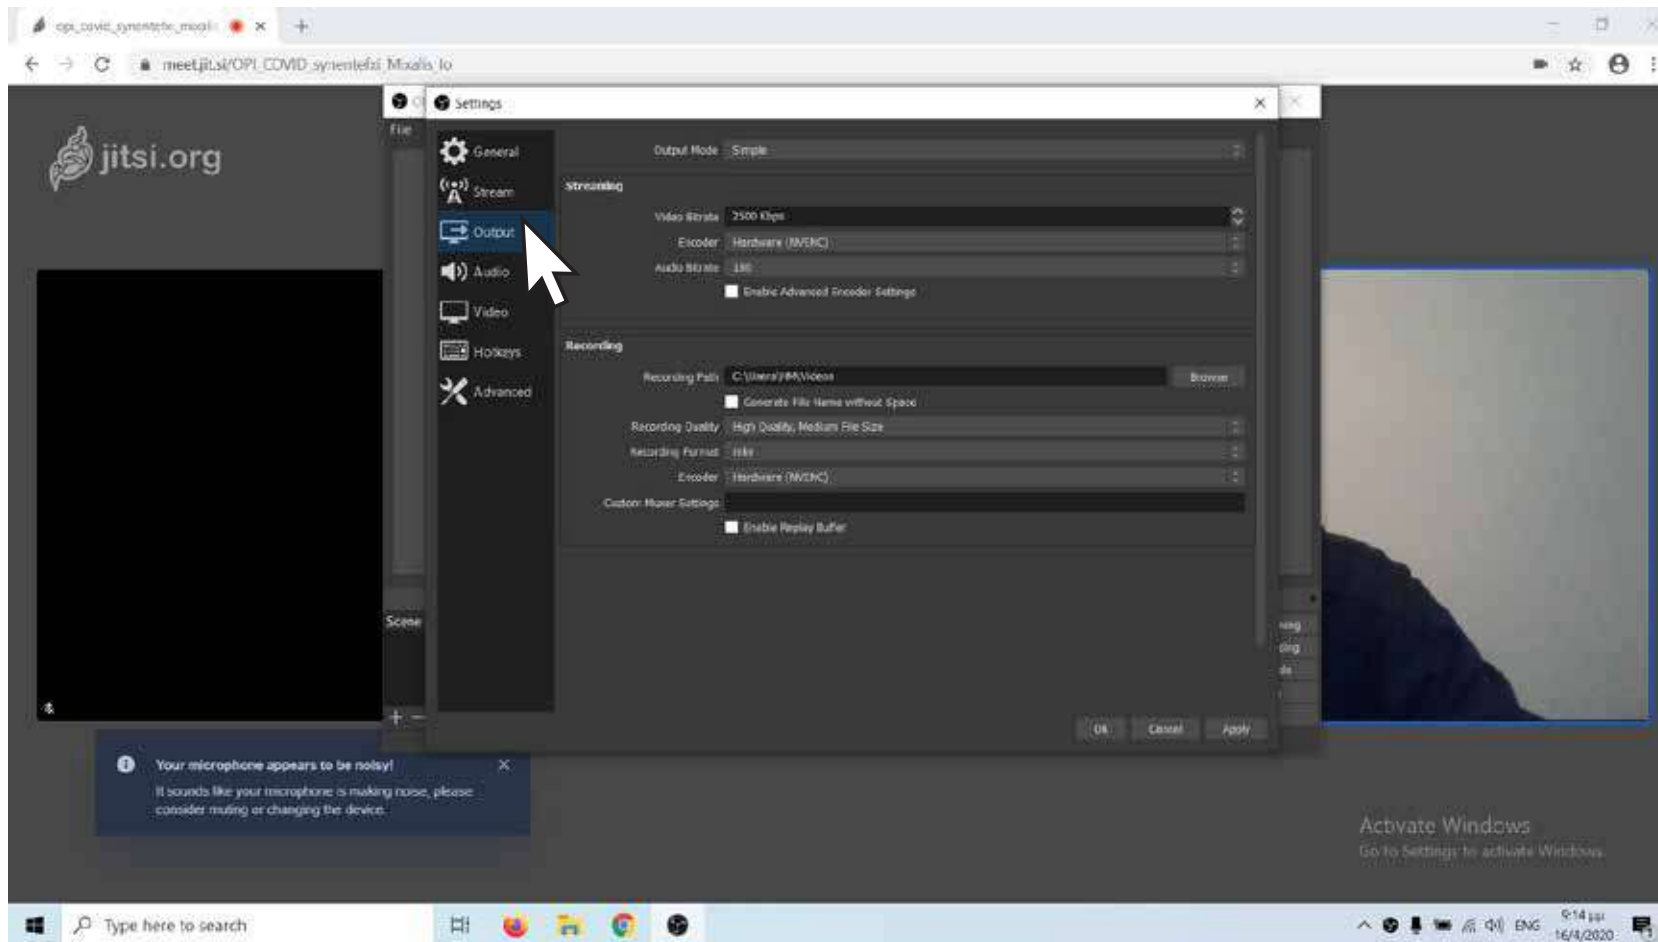 meet.jit.si/OPI_COVID_synentefxi_Mixalis_Io
Settings
File
jitsi.org
General
Output Mode Simple
Stream
Streaming
Video Bitrate 2500 Kbps
Output
Encoder Hardware (NVENC)
Audio Bitrate
Audio
Enable Advanced Encoder Settings
Video
Recording
Hotkeys
Recording Path Browse
Advanced
Generate File Name without Space
Recording Quality High Quality, Medium File Size
Recording Format mkv
Encoder Hardware (NVENC)
Custom Muxer Settings
Enable Replay Buffer
Scene
OK Cancel Apply
Your microphone appears to be noisy!
It sounds like your microphone is making noise, please
consider muting or changing the device.
Activate Windows
Go to Settings to activate Windows.
Type here to search
ENG
9:14 μμ
16/4/2020